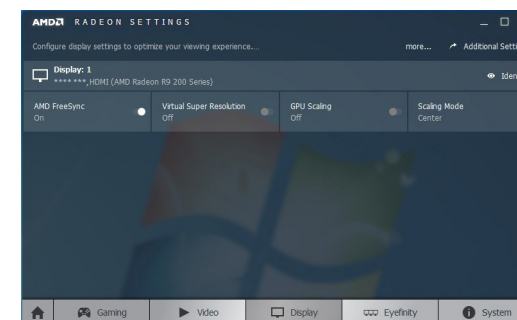 AMD RADEON SETTINGS
Configure display settings to optimize your viewing experience....
more...
Additional Setti
Display: 1
**** ***,HDMI (AMD Radeon R9 200 Series)
Iden
AMD FreeSync
On
Virtual Super Resolution
Off
GPU Scaling
Off
Scaling Mode
Center
Gaming
Video
Display
Eyefinity
System